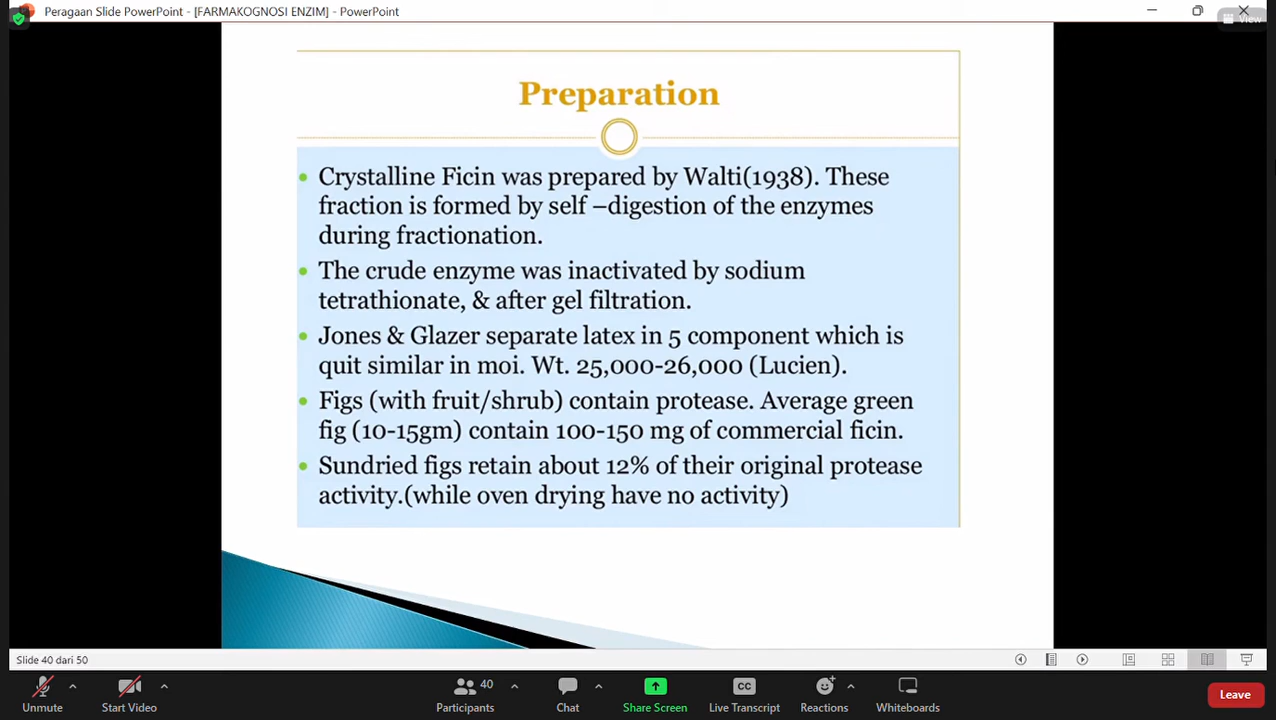 Peragaan Slide PowerPoint - [FARMAKOGNOSI ENZIM] - PowerPoint
View
Preparation
• Crystalline Ficin was prepared by Walti(1938). These
fraction is formed by self –digestion of the enzymes
during fractionation.
• The crude enzyme was inactivated by sodium
tetrathionate, & after gel filtration.
• Jones & Glazer separate latex in 5 component which is
quit similar in moi. Wt. 25,000-26,000 (Lucien).
• Figs (with fruit/shrub) contain protease. Average green
fig (10-15gm) contain 100-150 mg of commercial ficin.
• Sundried figs retain about 12% of their original protease
activity.(while oven drying have no activity)
Slide 40 dari 50
Unmute
Start Video
40
Participants
Chat
Share Screen
CC
Live Transcript
Reactions
Whiteboards
Leave